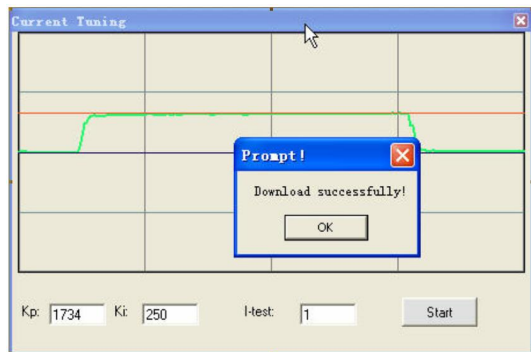 Current Tuning
Prompt!
Download successfully!
OK
Kp: 1734 Ki: 250 I-test: 1 Start